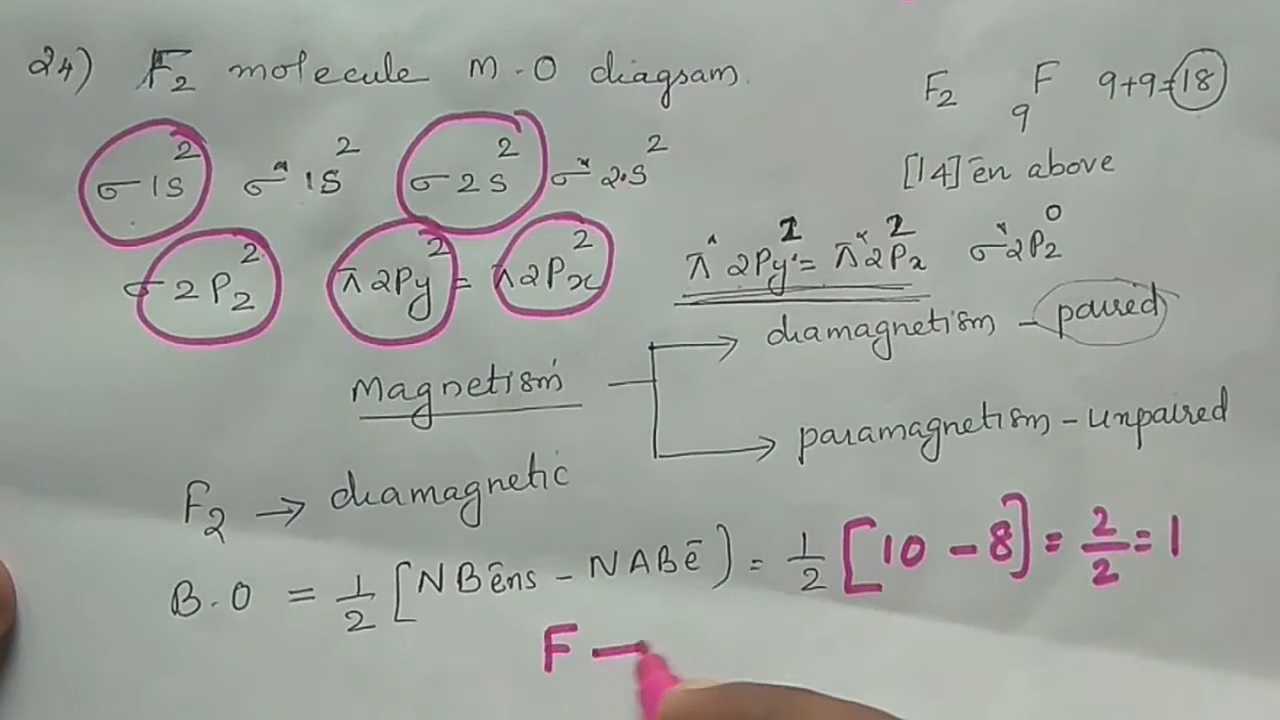 24) F₂ molecule M.O diagram.
F₂ ₉F 9+9=18
[14] ēn above
σ1s² σ*1s² σ2s² σ*2s²
σ2Pz² π2Py² = π2Px² π*2Py² = π*2Px² σ*2Pz⁰
Magnetism
diamagnetism - paired
paramagnetism - unpaired
F₂ → diamagnetic
B.O = 1/2 [NBēns - NABē] = 1/2 [10 - 8] = 2/2 = 1
F —